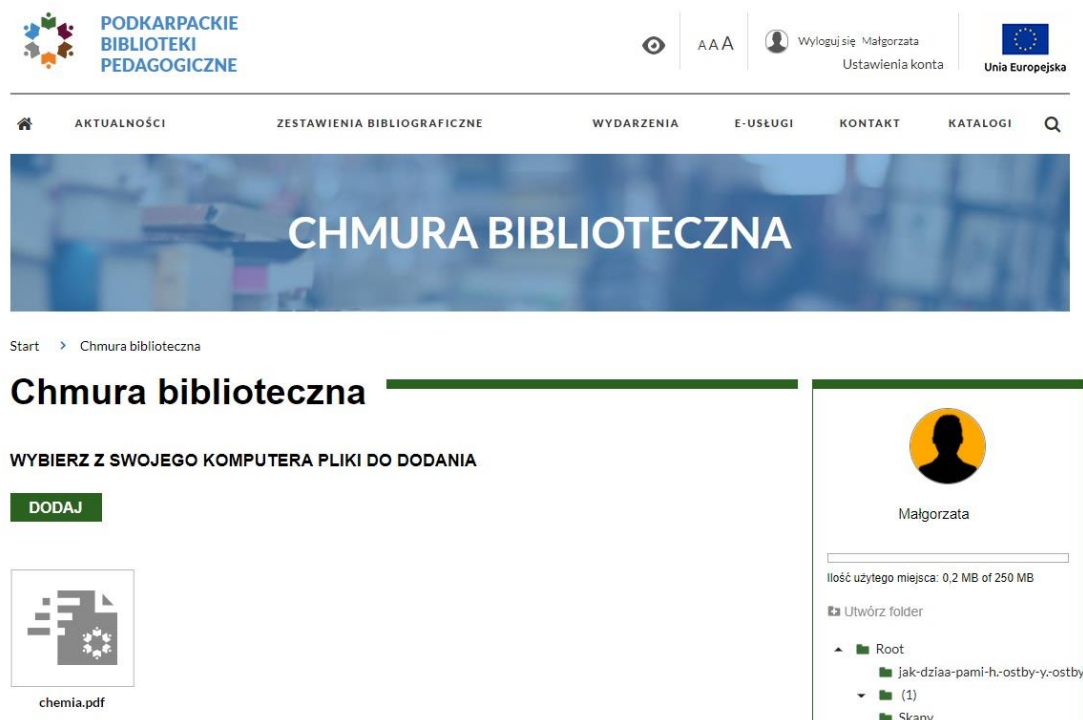 PODKARPACKIE
BIBLIOTEKI
PEDAGOGICZNE
A A A
Wyloguj się Małgorzata
Ustawienia konta
Unia Europejska
AKTUALNOŚCI ZESTAWIENIA BIBLIOGRAFICZNE WYDARZENIA E-USŁUGI KONTAKT KATALOGI
CHMURA BIBLIOTECZNA
Start > Chmura biblioteczna
Chmura biblioteczna
WYBIERZ Z SWOJEGO KOMPUTERA PLIKI DO DODANIA
DODAJ
chemia.pdf
Małgorzata
Ilość użytego miejsca: 0,2 MB of 250 MB
Utwórz folder
Root
jak-dziaa-pami-h.-ostby-y.-ostby
(1)
Skany